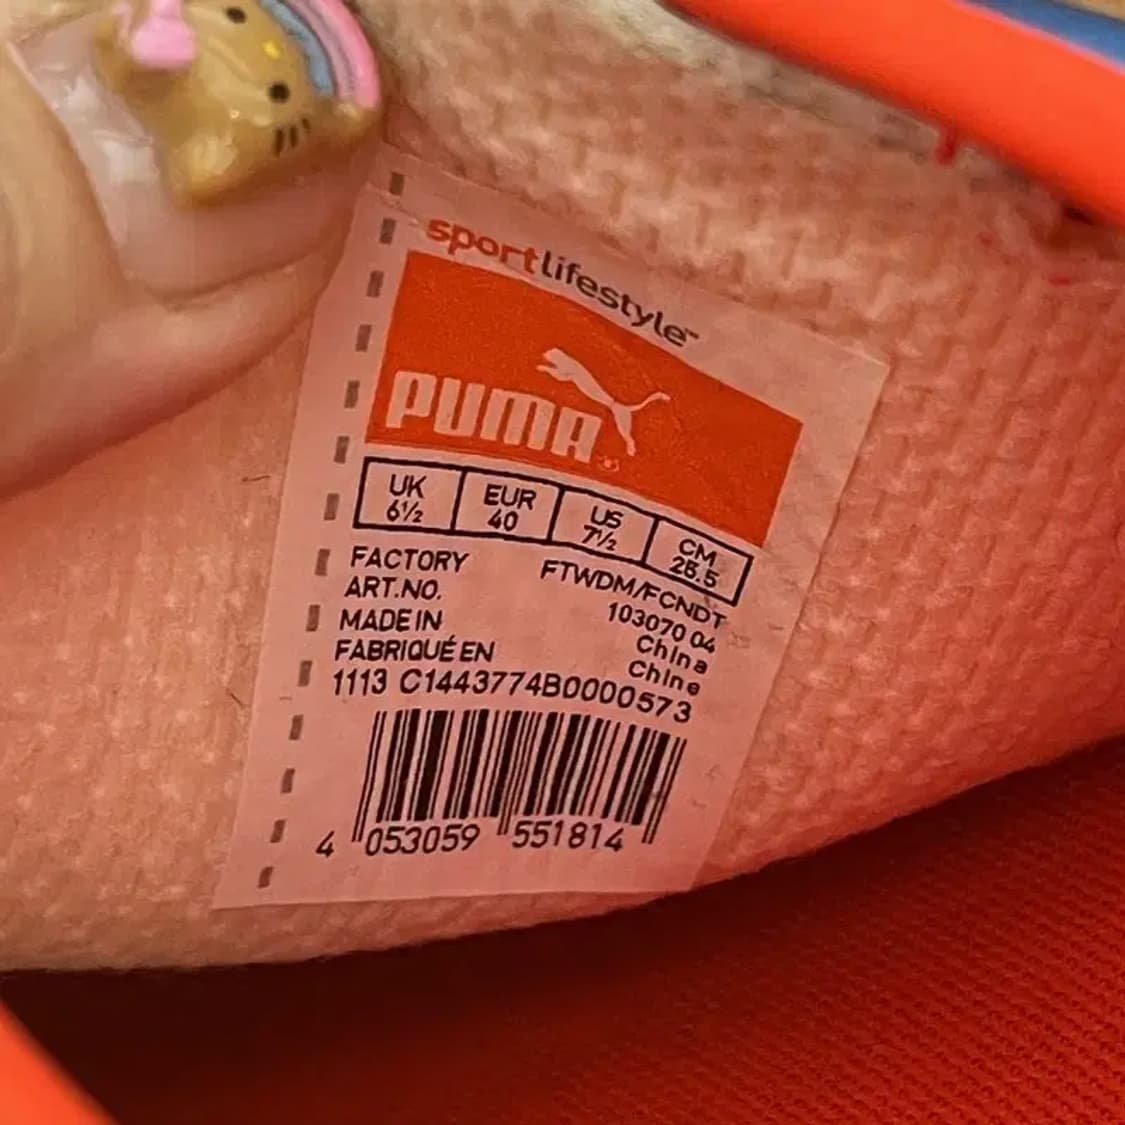 sportlifestyle™
PUMA®
UK EUR US CM
6½ 40 7½ 25.5
FACTORY FTWDM/FCNDT
ART.NO. 103070 04
MADE IN China
FABRIQUÉ EN Chine
1113 C1443774B0000573
4 053059 551814